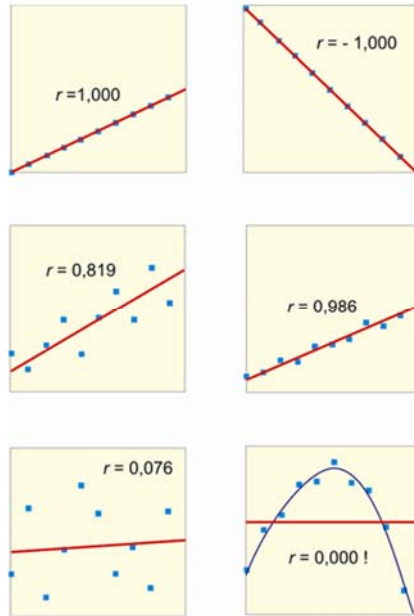 r =1,000
r = - 1,000
r = 0,819
r = 0,986
r = 0,076
r = 0,000 !